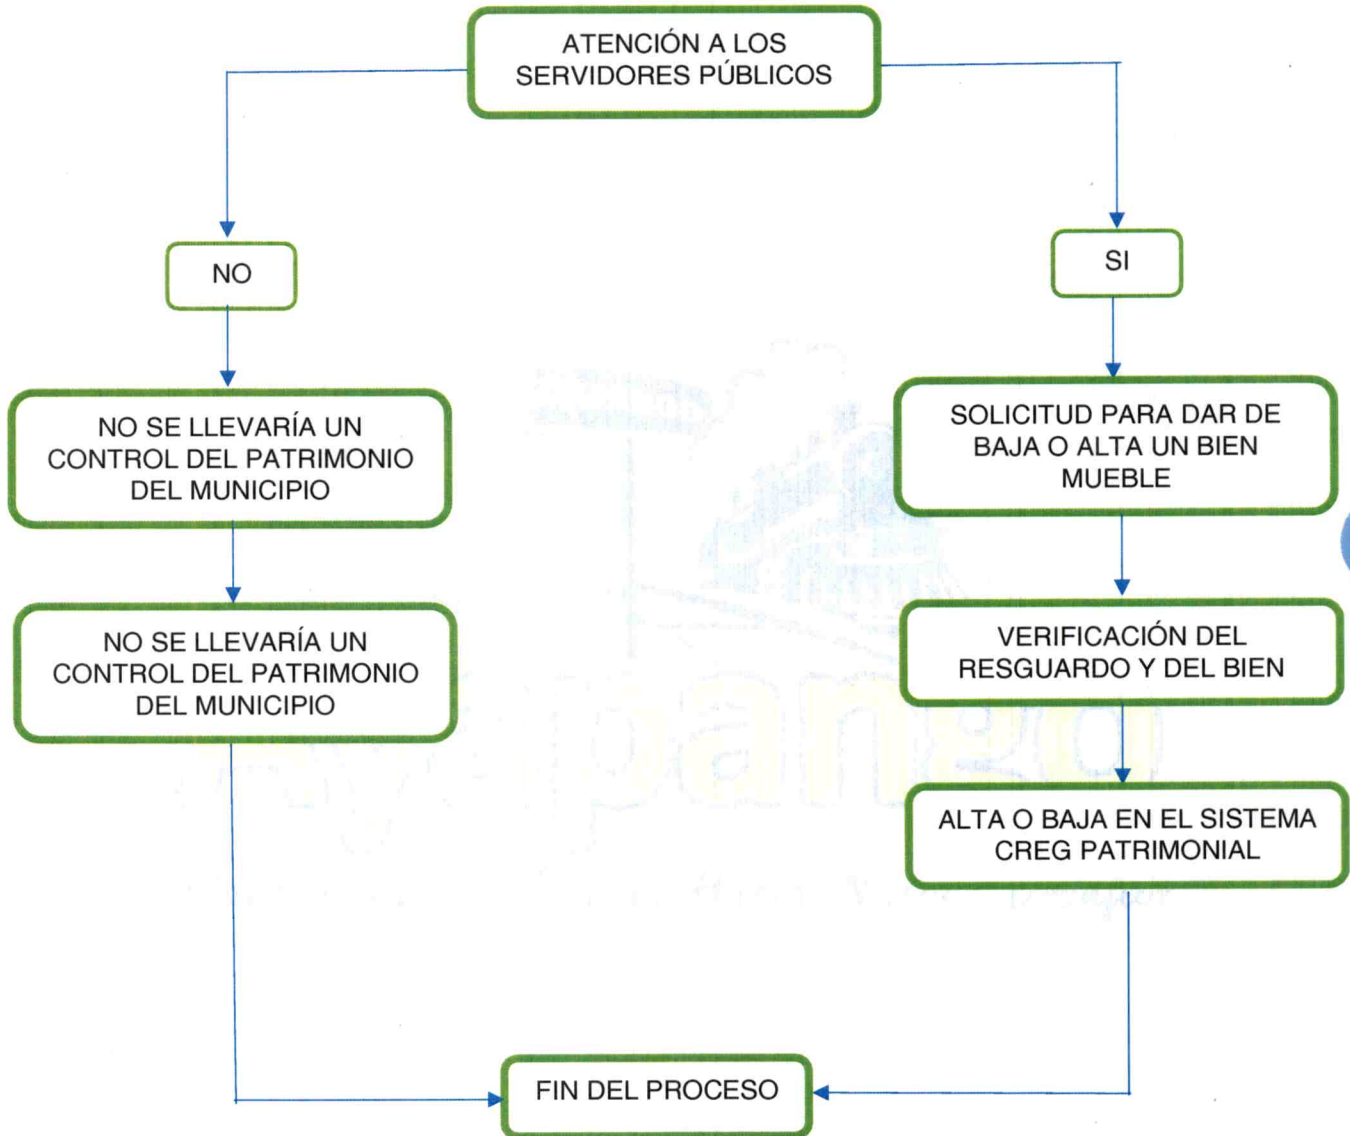 ATENCIÓN A LOS
SERVIDORES PÚBLICOS
NO
SI
NO SE LLEVARÍA UN
CONTROL DEL PATRIMONIO
DEL MUNICIPIO
SOLICITUD PARA DAR DE
BAJA O ALTA UN BIEN
MUEBLE
NO SE LLEVARÍA UN
CONTROL DEL PATRIMONIO
DEL MUNICIPIO
VERIFICACIÓN DEL
RESGUARDO Y DEL BIEN
ALTA O BAJA EN EL SISTEMA
CREG PATRIMONIAL
FIN DEL PROCESO
Ayapango